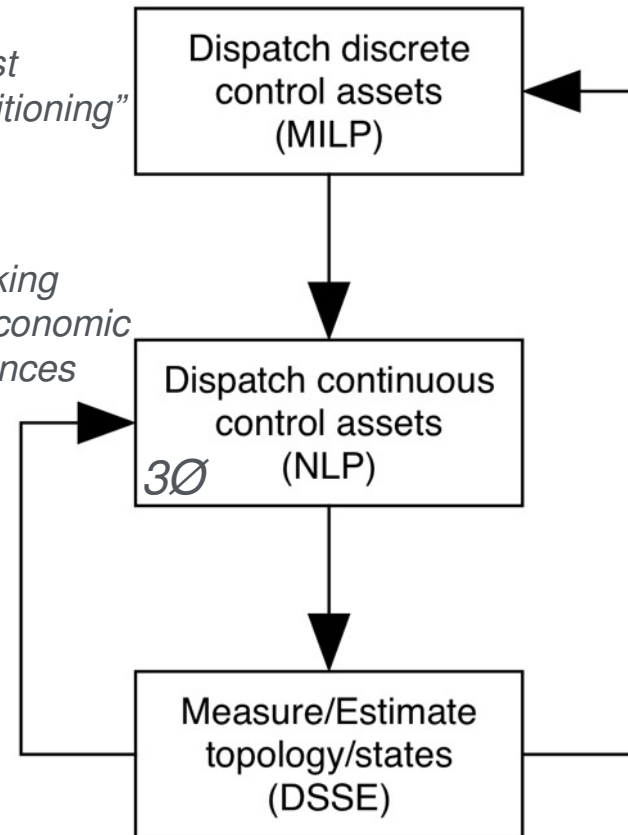 Dispatch discrete
control assets
(MILP)
Dispatch continuous
control assets
(NLP)
3Ø
Measure/Estimate
topology/states
(DSSE)